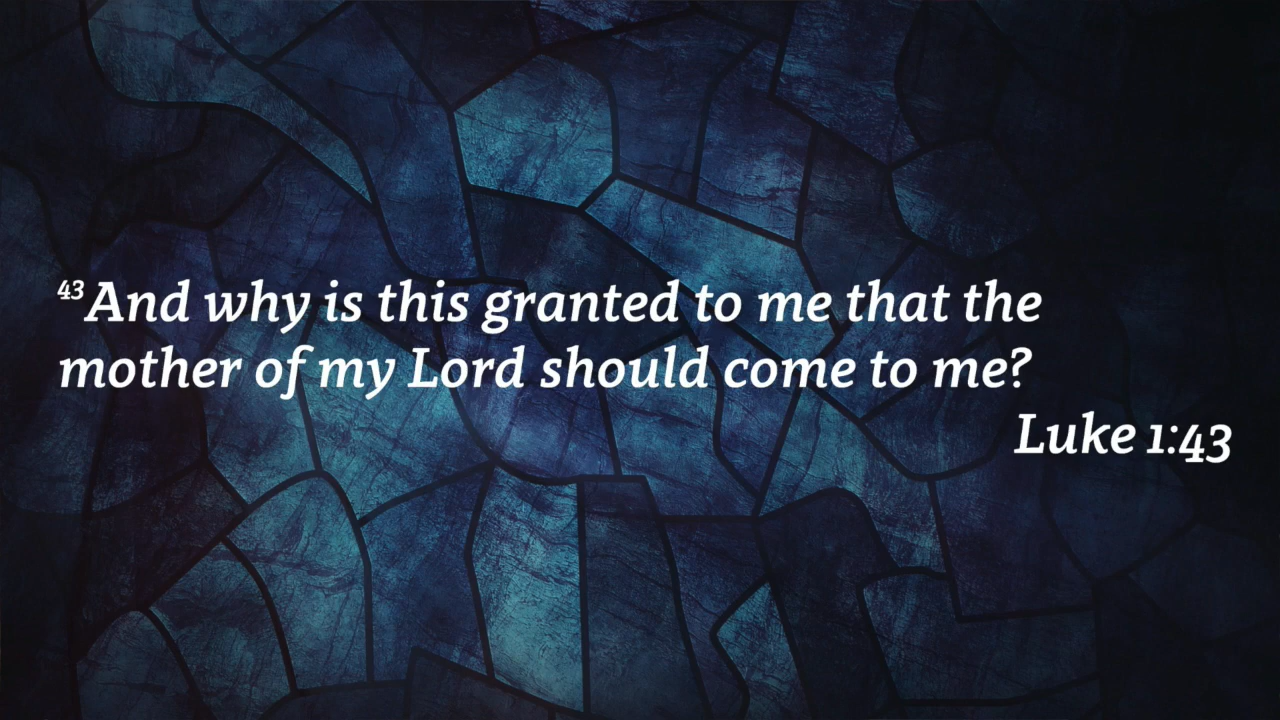 43And why is this granted to me that the
mother of my Lord should come to me?
Luke 1:43